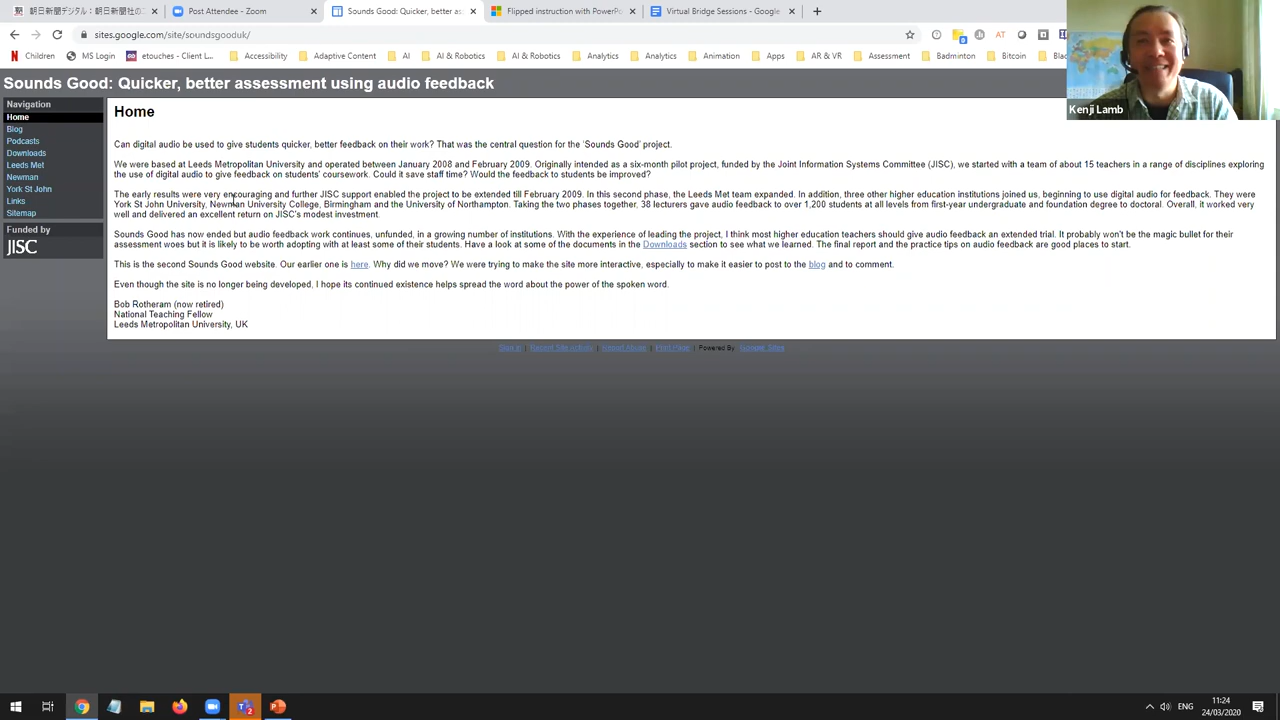 朝日新聞デジタル：朝日新聞社のニ
Post Attendee - Zoom
Sounds Good: Quicker, better as
Flipped instruction with PowerPo
Virtual Bridge Sessions - Google
sites.google.com/site/soundsgooduk/
Children
MS Login
etouches - Client L...
Accessibility
Adaptive Content
AI
AI & Robotics
AI & Robotics
Analytics
Analytics
Animation
Apps
AR & VR
Assessment
Badminton
Bitcoin
Kenji Lamb
Sounds Good: Quicker, better assessment using audio feedback
Navigation
Home
Blog
Podcasts
Downloads
Leeds Met
Newman
York St John
Links
Sitemap
Funded by
JISC
Home
Can digital audio be used to give students quicker, better feedback on their work? That was the central question for the 'Sounds Good' project.
We were based at Leeds Metropolitan University and operated between January 2008 and February 2009. Originally intended as a six-month pilot project, funded by the Joint Information Systems Committee (JISC), we started with a team of about 15 teachers in a range of disciplines exploring
the use of digital audio to give feedback on students' coursework. Could it save staff time? Would the feedback to students be improved?
The early results were very encouraging and further JISC support enabled the project to be extended till February 2009. In this second phase, the Leeds Met team expanded. In addition, three other higher education institutions joined us, beginning to use digital audio for feedback. They were
York St John University, Newman University College, Birmingham and the University of Northampton. Taking the two phases together, 38 lecturers gave audio feedback to over 1,200 students at all levels from first-year undergraduate and foundation degree to doctoral. Overall, it worked very
well and delivered an excellent return on JISC's modest investment.
Sounds Good has now ended but audio feedback work continues, unfunded, in a growing number of institutions. With the experience of leading the project, I think most higher education teachers should give audio feedback an extended trial. It probably won't be the magic bullet for their
assessment woes but it is likely to be worth adopting with at least some of their students. Have a look at some of the documents in the Downloads section to see what we learned. The final report and the practice tips on audio feedback are good places to start.
This is the second Sounds Good website. Our earlier one is here. Why did we move? We were trying to make the site more interactive, especially to make it easier to post to the blog and to comment.
Even though the site is no longer being developed, I hope its continued existence helps spread the word about the power of the spoken word.
Bob Rotheram (now retired)
National Teaching Fellow
Leeds Metropolitan University, UK
Sign in | Recent Site Activity | Report Abuse | Print Page | Powered By Google Sites
ENG
11:24
24/03/2020